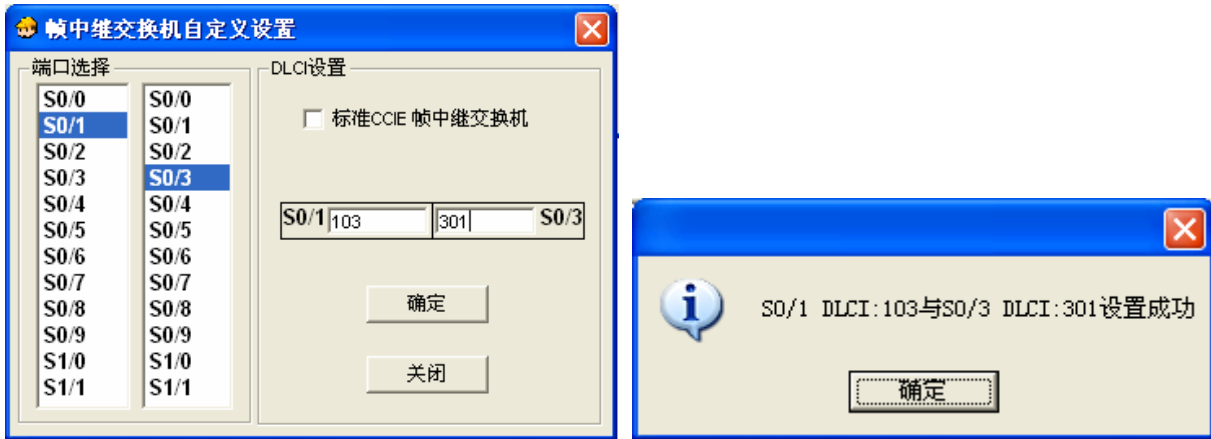 帧中继交换机自定义设置
端口选择
S0/0
S0/1
S0/2
S0/3
S0/4
S0/5
S0/6
S0/7
S0/8
S0/9
S1/0
S1/1
S0/0
S0/1
S0/2
S0/3
S0/4
S0/5
S0/6
S0/7
S0/8
S0/9
S1/0
S1/1
DLCI设置
标准CCIE 帧中继交换机
S0/1 103 301 S0/3
确定
关闭
S0/1 DLCI:103与S0/3 DLCI:301设置成功
确定